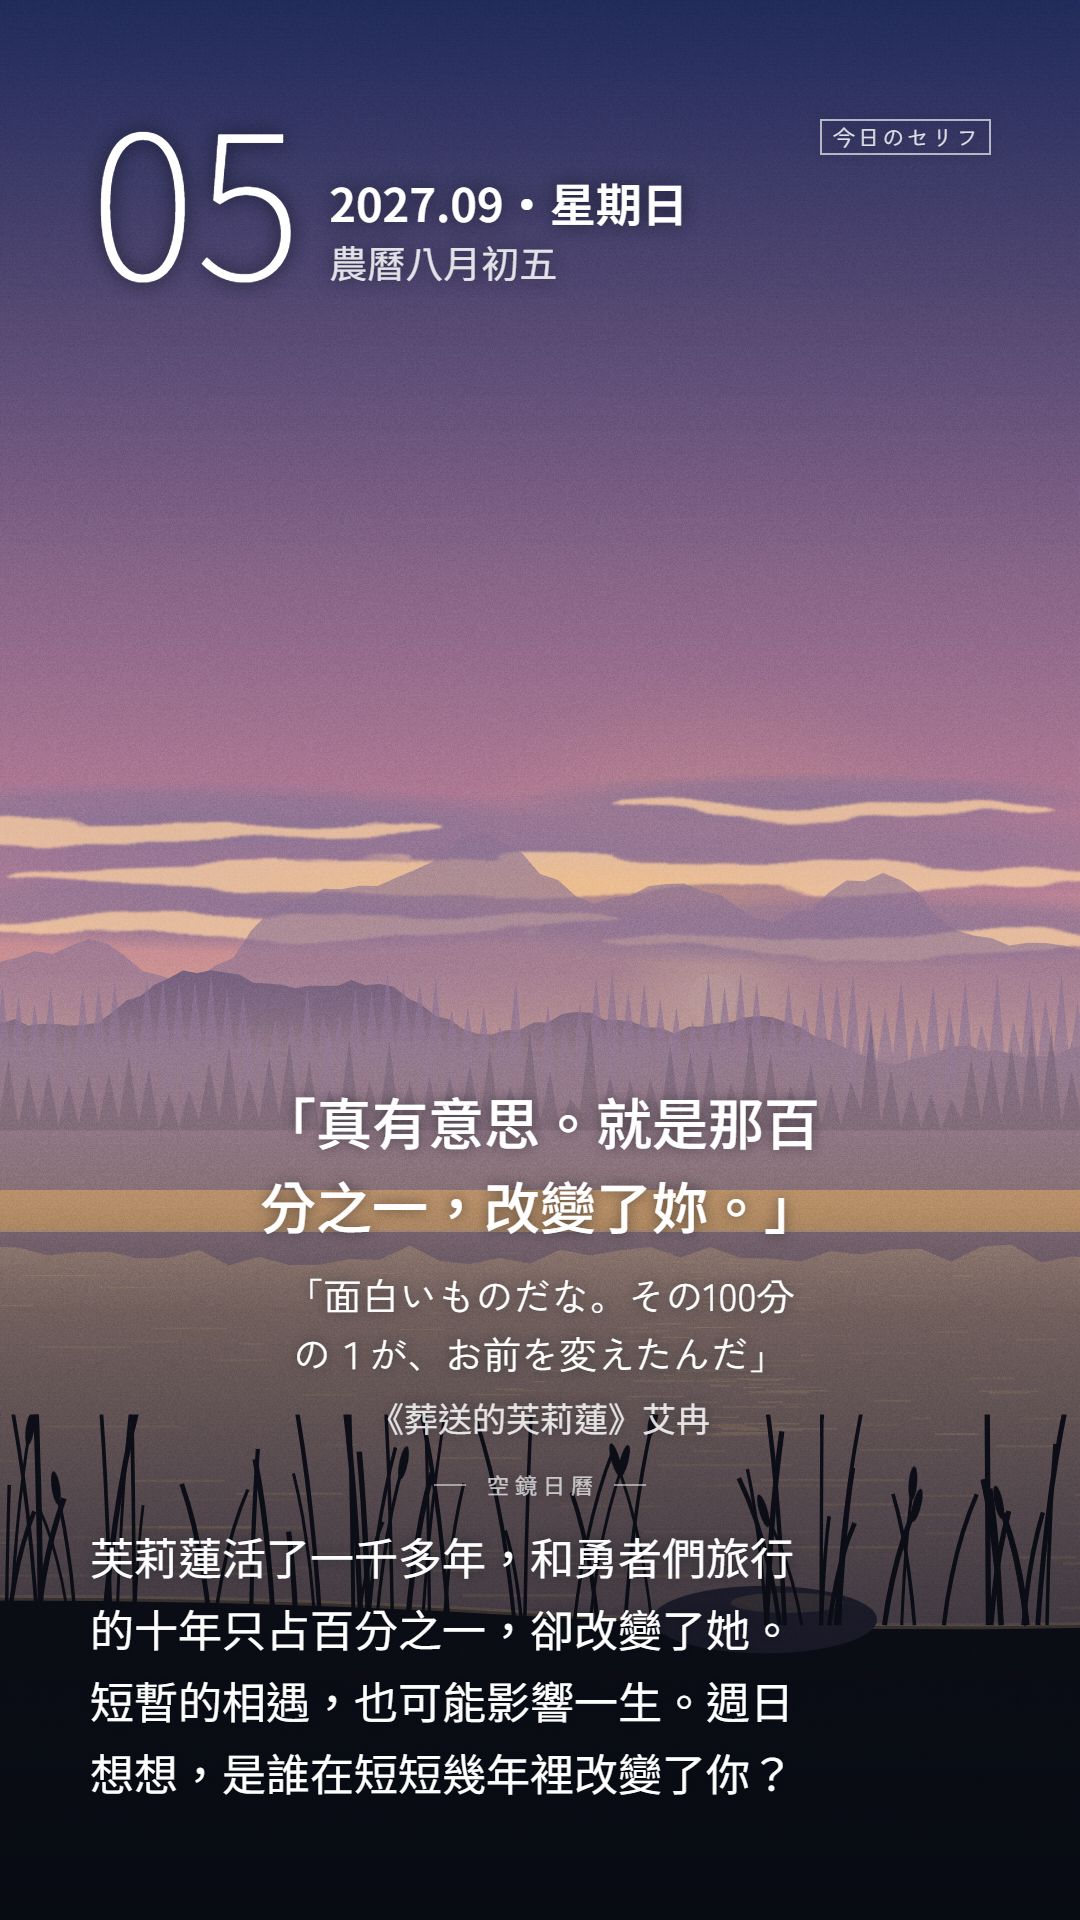 05
今日のセリフ
2027.09・星期日
農曆八月初五
「真有意思。就是那百
分之一，改變了妳。」
「面白いものだな。その100分
の１が、お前を変えたんだ」
《葬送的芙莉蓮》艾冉
空鏡日曆
芙莉蓮活了一千多年，和勇者們旅行
的十年只占百分之一，卻改變了她。
短暫的相遇，也可能影響一生。週日
想想，是誰在短短幾年裡改變了你？